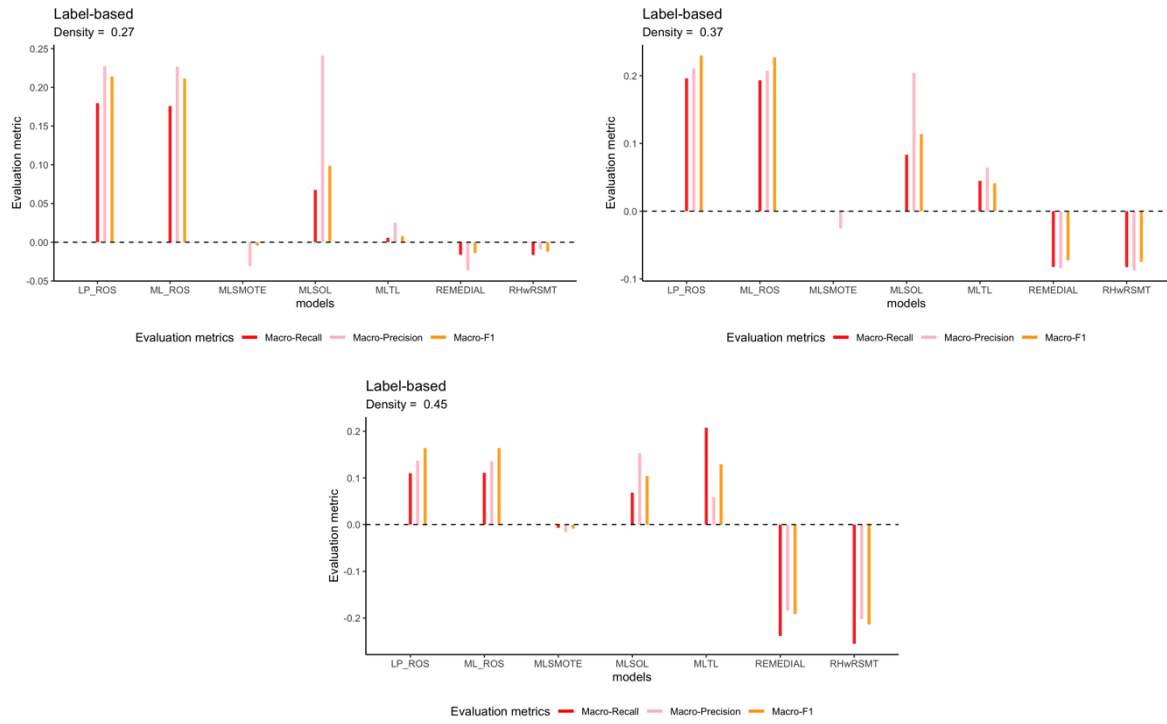 Label-based
Density = 0.27
Evaluation metric
0.25
0.20
0.15
0.10
0.05
0.00
-0.05
LP_ROS ML_ROS MLSMOTE MLSOL MLTL REMEDIAL RHwRSMT
models
Evaluation metrics Macro-Recall Macro-Precision Macro-F1
Label-based
Density = 0.37
Evaluation metric
0.2
0.1
0.0
-0.1
LP_ROS ML_ROS MLSMOTE MLSOL MLTL REMEDIAL RHwRSMT
models
Evaluation metrics Macro-Recall Macro-Precision Macro-F1
Label-based
Density = 0.45
Evaluation metric
0.2
0.1
0.0
-0.1
-0.2
LP_ROS ML_ROS MLSMOTE MLSOL MLTL REMEDIAL RHwRSMT
models
Evaluation metrics Macro-Recall Macro-Precision Macro-F1